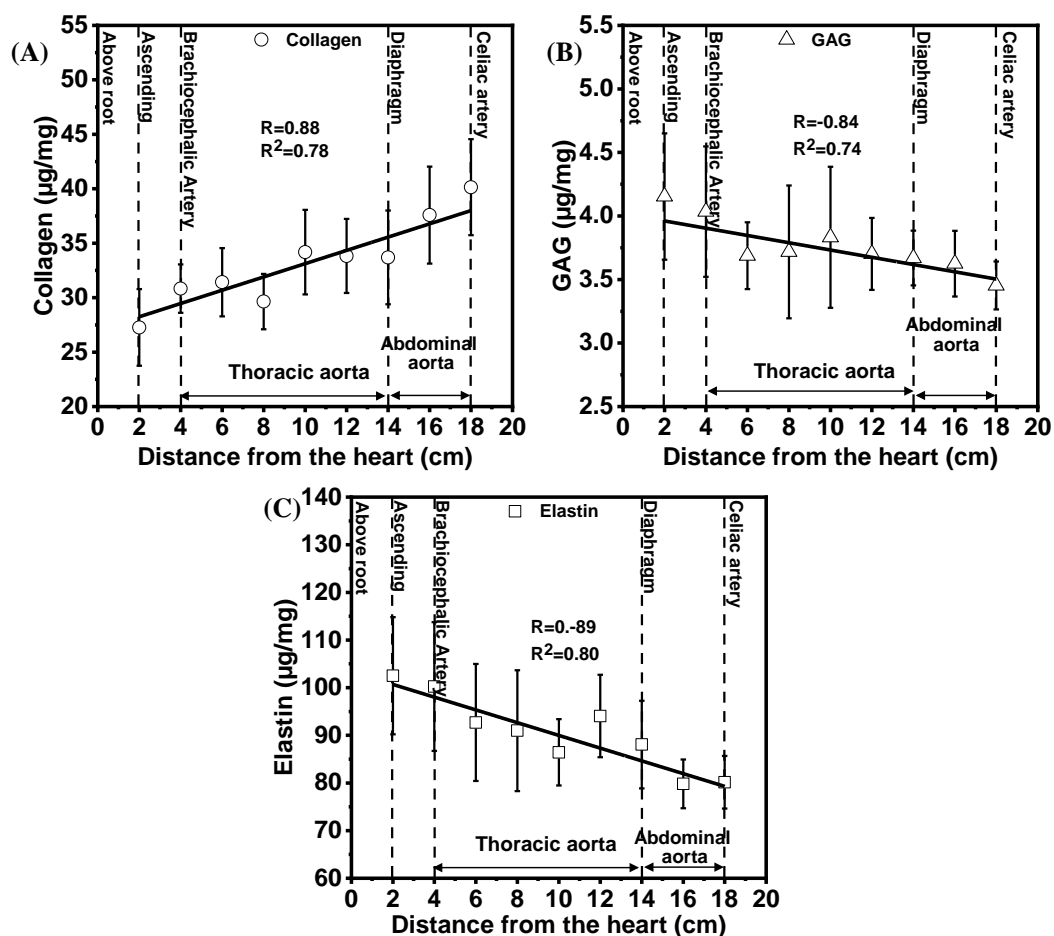 (A)
Collagen
Above root
Ascending
Brachiocephalic Artery
Diaphragm
Celiac artery
R=0.88
R²=0.78
Thoracic aorta
Abdominal
aorta
Collagen (µg/mg)
55
50
45
40
35
30
25
20
0 2 4 6 8 10 12 14 16 18 20
Distance from the heart (cm)
(B)
GAG
Above root
Ascending
Brachiocephalic Artery
Diaphragm
Celiac artery
R=-0.84
R²=0.74
Thoracic aorta
Abdominal
aorta
GAG (µg/mg)
5.5
5.0
4.5
4.0
3.5
3.0
2.5
0 2 4 6 8 10 12 14 16 18 20
Distance from the heart (cm)
(C)
Elastin
Above root
Ascending
Brachiocephalic Artery
Diaphragm
Celiac artery
R=0.-89
R²=0.80
Thoracic aorta
Abdominal
aorta
Elastin (µg/mg)
140
130
120
110
100
90
80
70
60
0 2 4 6 8 10 12 14 16 18 20
Distance from the heart (cm)